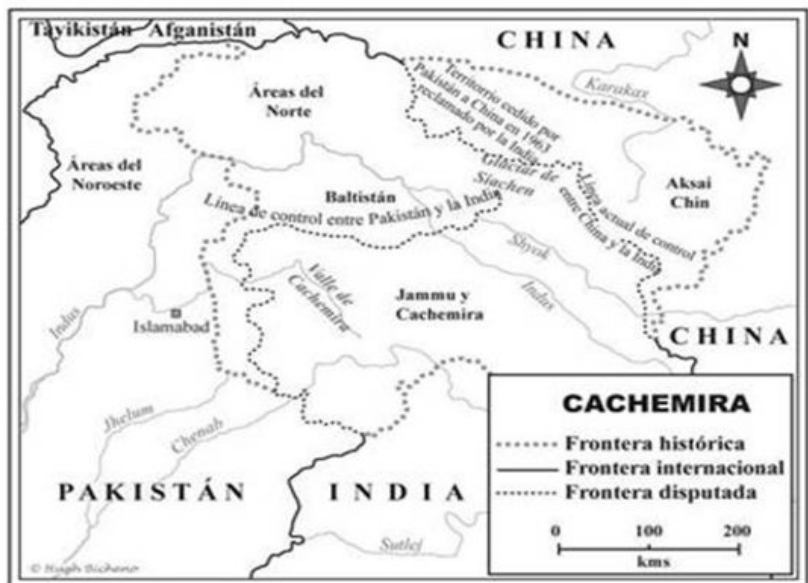 Tayikistán Afganistán
CHINA
N
Karakax
Áreas del
Norte
Territorrio cedido por
Pakistán a China en 1963
reclamado por la India
Áreas del
Noroeste
Glaciar de
Siachen
Aksai
Chin
Baltistán
Línea de control entre Pakistán y la India
Línea actual de control
entre China y la India
Shyok
Indus
Valle de
Cachemira
Jammu y
Cachemira
Indus
Islamabad
CHINA
Jhelum
Chenab
PAKISTÁN
INDIA
Sutlej
CACHEMIRA
Frontera histórica
Frontera internacional
Frontera disputada
0 100 200
kms
© Hugh Bicheno